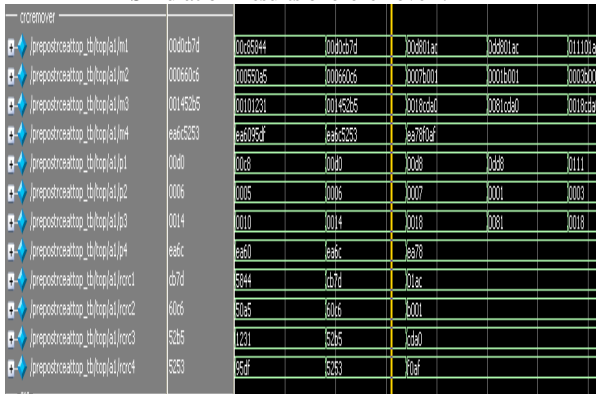 crcremover
/prepostrceattop_tb/top/a1/m1 00d0cb7d 00c85844 00d0cb7d 00d801ac 0dd801ac 011101a
/prepostrceattop_tb/top/a1/m2 000660c6 000550a5 000660c6 0007b001 0001b001 0003b00
/prepostrceattop_tb/top/a1/m3 001452b5 00101231 001452b5 0018cda0 0081cda0 0018cda
/prepostrceattop_tb/top/a1/m4 ea6c5253 ea6095df ea6c5253 ea78f0af
/prepostrceattop_tb/top/a1/p1 00d0 00c8 00d0 00d8 0dd8 0111
/prepostrceattop_tb/top/a1/p2 0006 0005 0006 0007 0001 0003
/prepostrceattop_tb/top/a1/p3 0014 0010 0014 0018 0081 0018
/prepostrceattop_tb/top/a1/p4 ea6c ea60 ea6c ea78
/prepostrceattop_tb/top/a1/rcrc1 cb7d 5844 cb7d 01ac
/prepostrceattop_tb/top/a1/rcrc2 60c6 50a5 60c6 b001
/prepostrceattop_tb/top/a1/rcrc3 52b5 1231 52b5 cda0
/prepostrceattop_tb/top/a1/rcrc4 5253 95df 5253 f0af